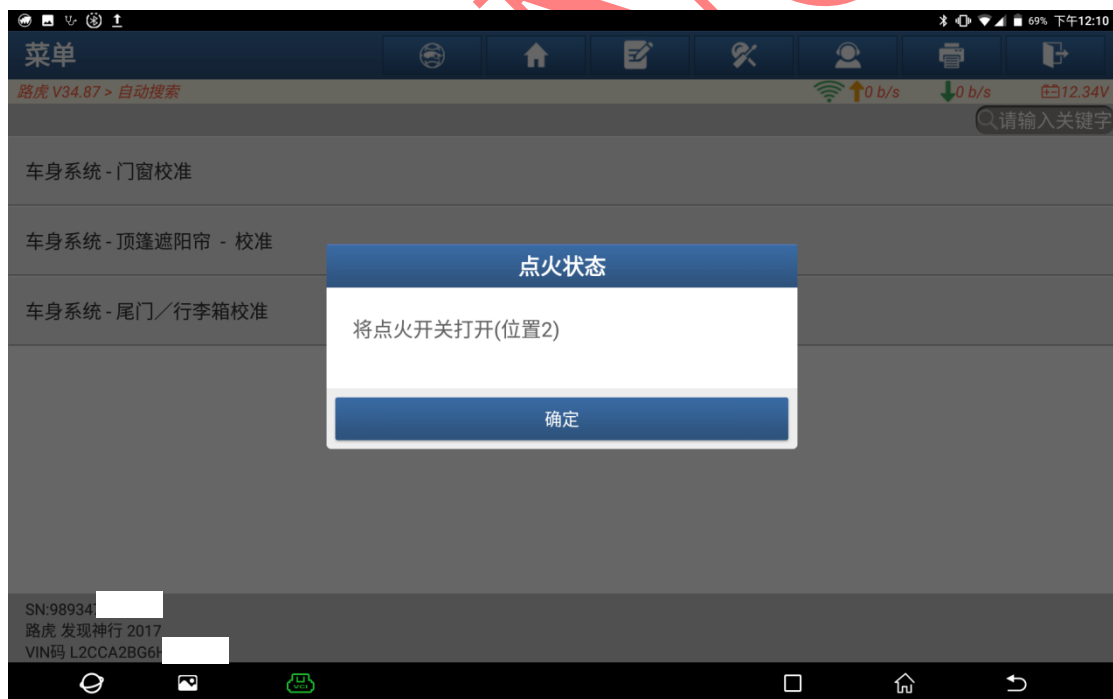 69% 下午12:10
菜单
路虎 V34.87 > 自动搜索
0 b/s
0 b/s
12.34V
请输入关键字
车身系统 - 门窗校准
车身系统 - 顶篷遮阳帘 - 校准
车身系统 - 尾门／行李箱校准
点火状态
将点火开关打开(位置2)
确定
SN:98934
路虎 发现神行 2017
VIN码 L2CCA2BG6H
VCI